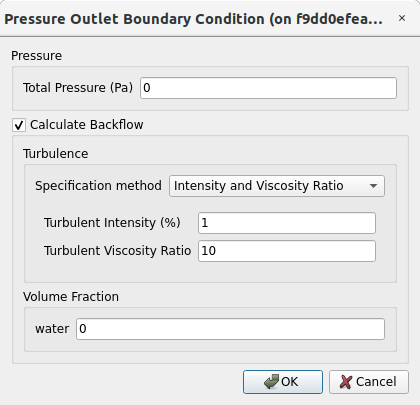 Pressure Outlet Boundary Condition (on f9dd0efea...
Pressure
Total Pressure (Pa) 0
Calculate Backflow
Turbulence
Specification method Intensity and Viscosity Ratio
Turbulent Intensity (%) 1
Turbulent Viscosity Ratio 10
Volume Fraction
water 0
OK Cancel